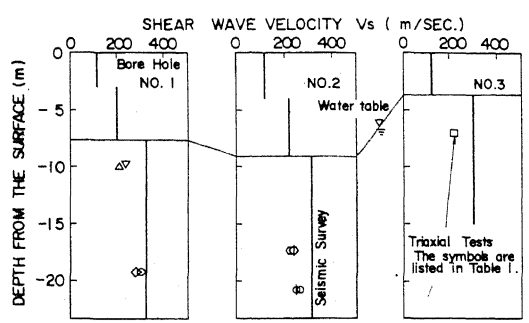 SHEAR WAVE VELOCITY Vs ( m/SEC.)
0 200 400 0 200 400 0 200 400
DEPTH FROM THE SURFACE (m)
0
-5
-10
-15
-20
Bore Hole
NO. 1
NO.2
NO.3
Water table
Seismic Survey
Triaxial Tests
The symbols are
listed in Table 1.